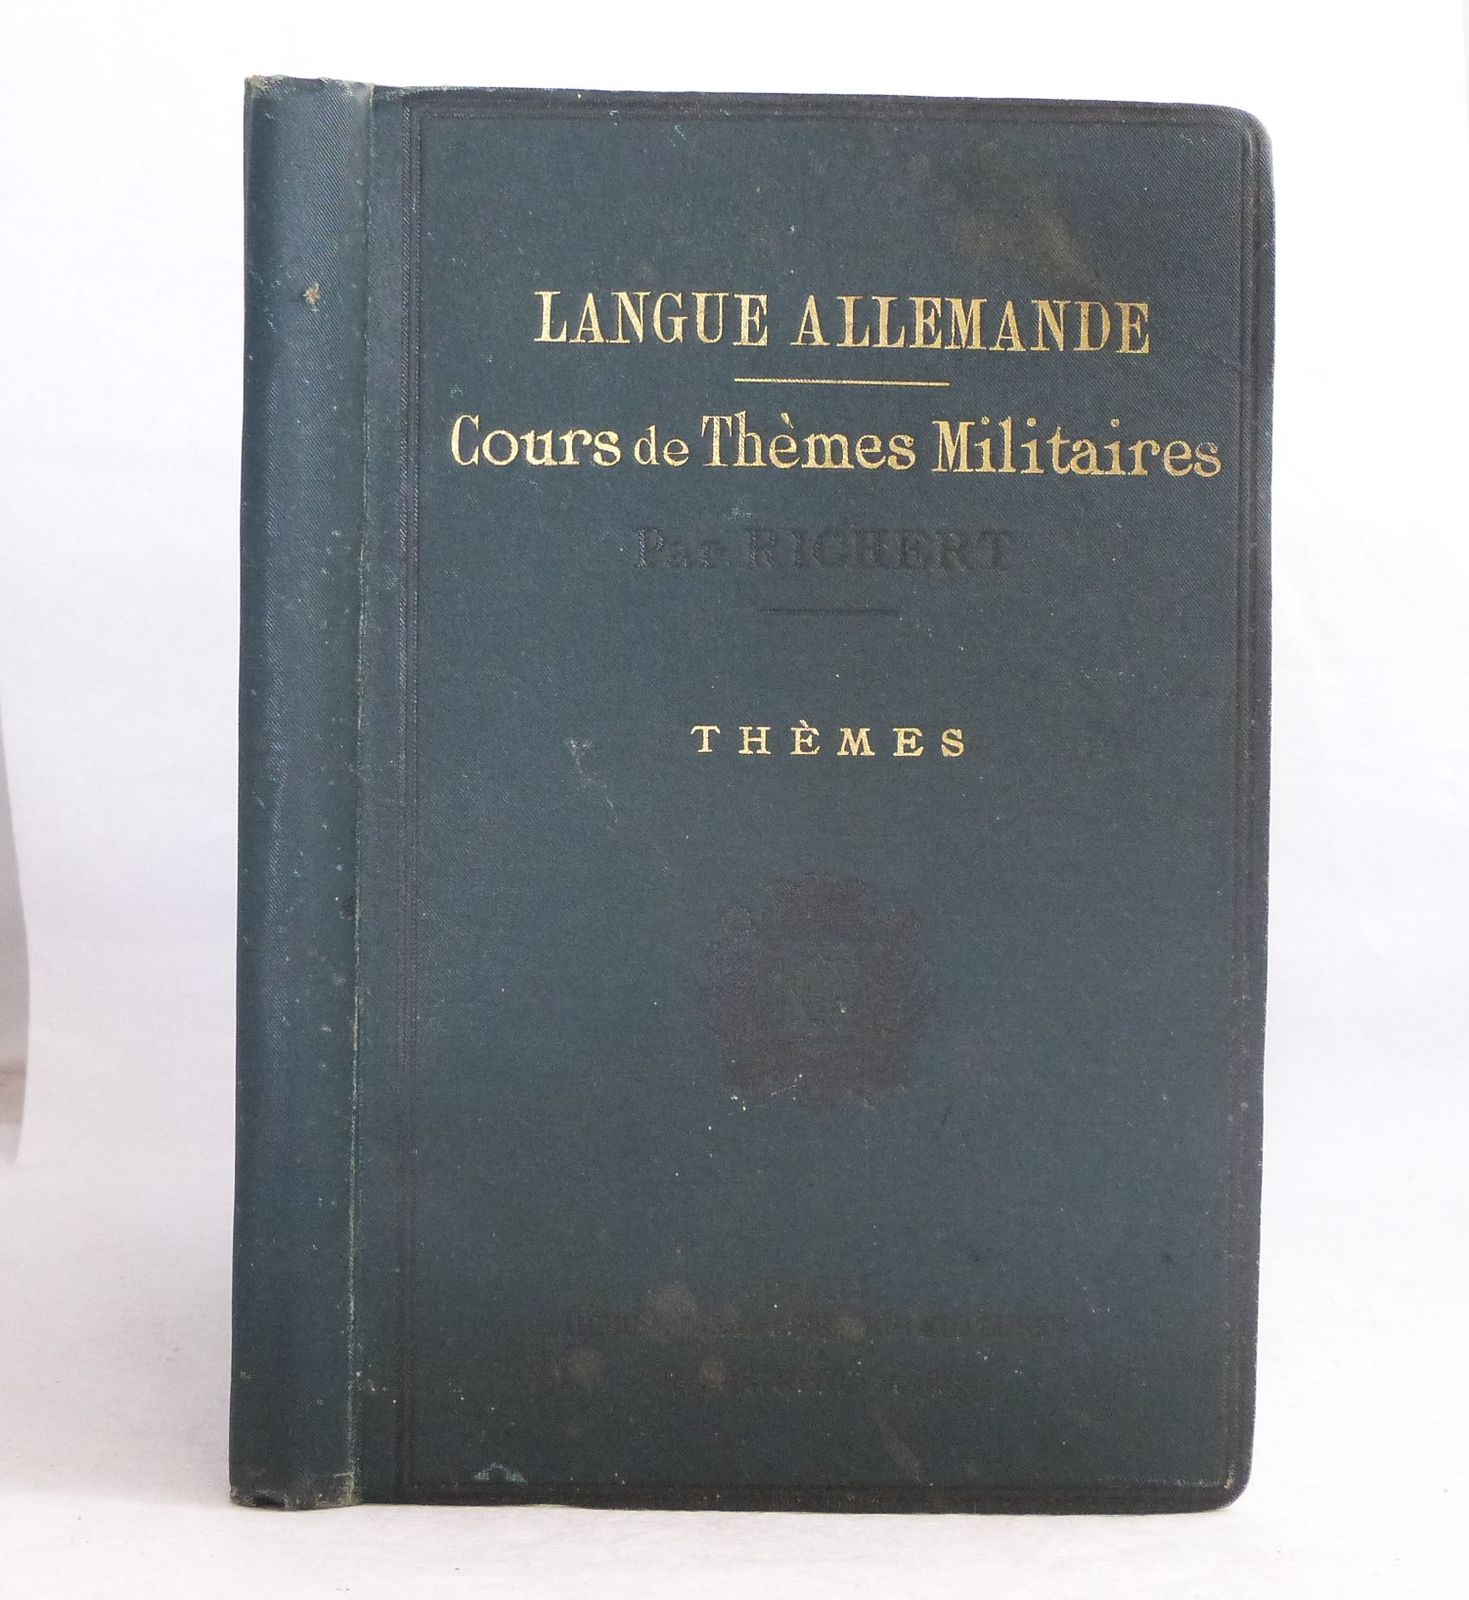 LANGUE ALLEMANDE
Cours de Thèmes Militaires
Par RICHERT
THÈMES